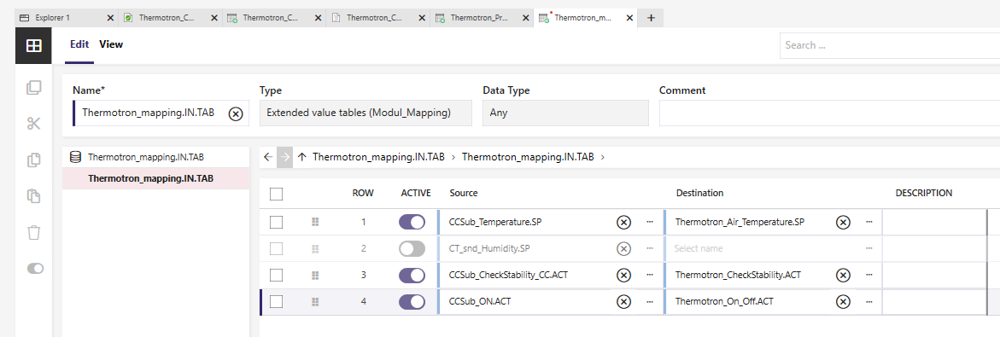 Explorer 1
Thermotron_C...
Thermotron_C...
Thermotron_C...
Thermotron_Pr...
Thermotron_m...
Edit View
Search ...
Name* Type Data Type Comment
Thermotron_mapping.IN.TAB Extended value tables (Modul_Mapping) Any
Thermotron_mapping.IN.TAB
Thermotron_mapping.IN.TAB
Thermotron_mapping.IN.TAB > Thermotron_mapping.IN.TAB >
ROW ACTIVE Source Destination DESCRIPTION
1 CCSub_Temperature.SP ... Thermotron_Air_Temperature.SP ...
2 CT_snd_Humidity.SP ... Select name ...
3 CCSub_CheckStability_CC.ACT ... Thermotron_CheckStability.ACT ...
4 CCSub_ON.ACT ... Thermotron_On_Off.ACT ...